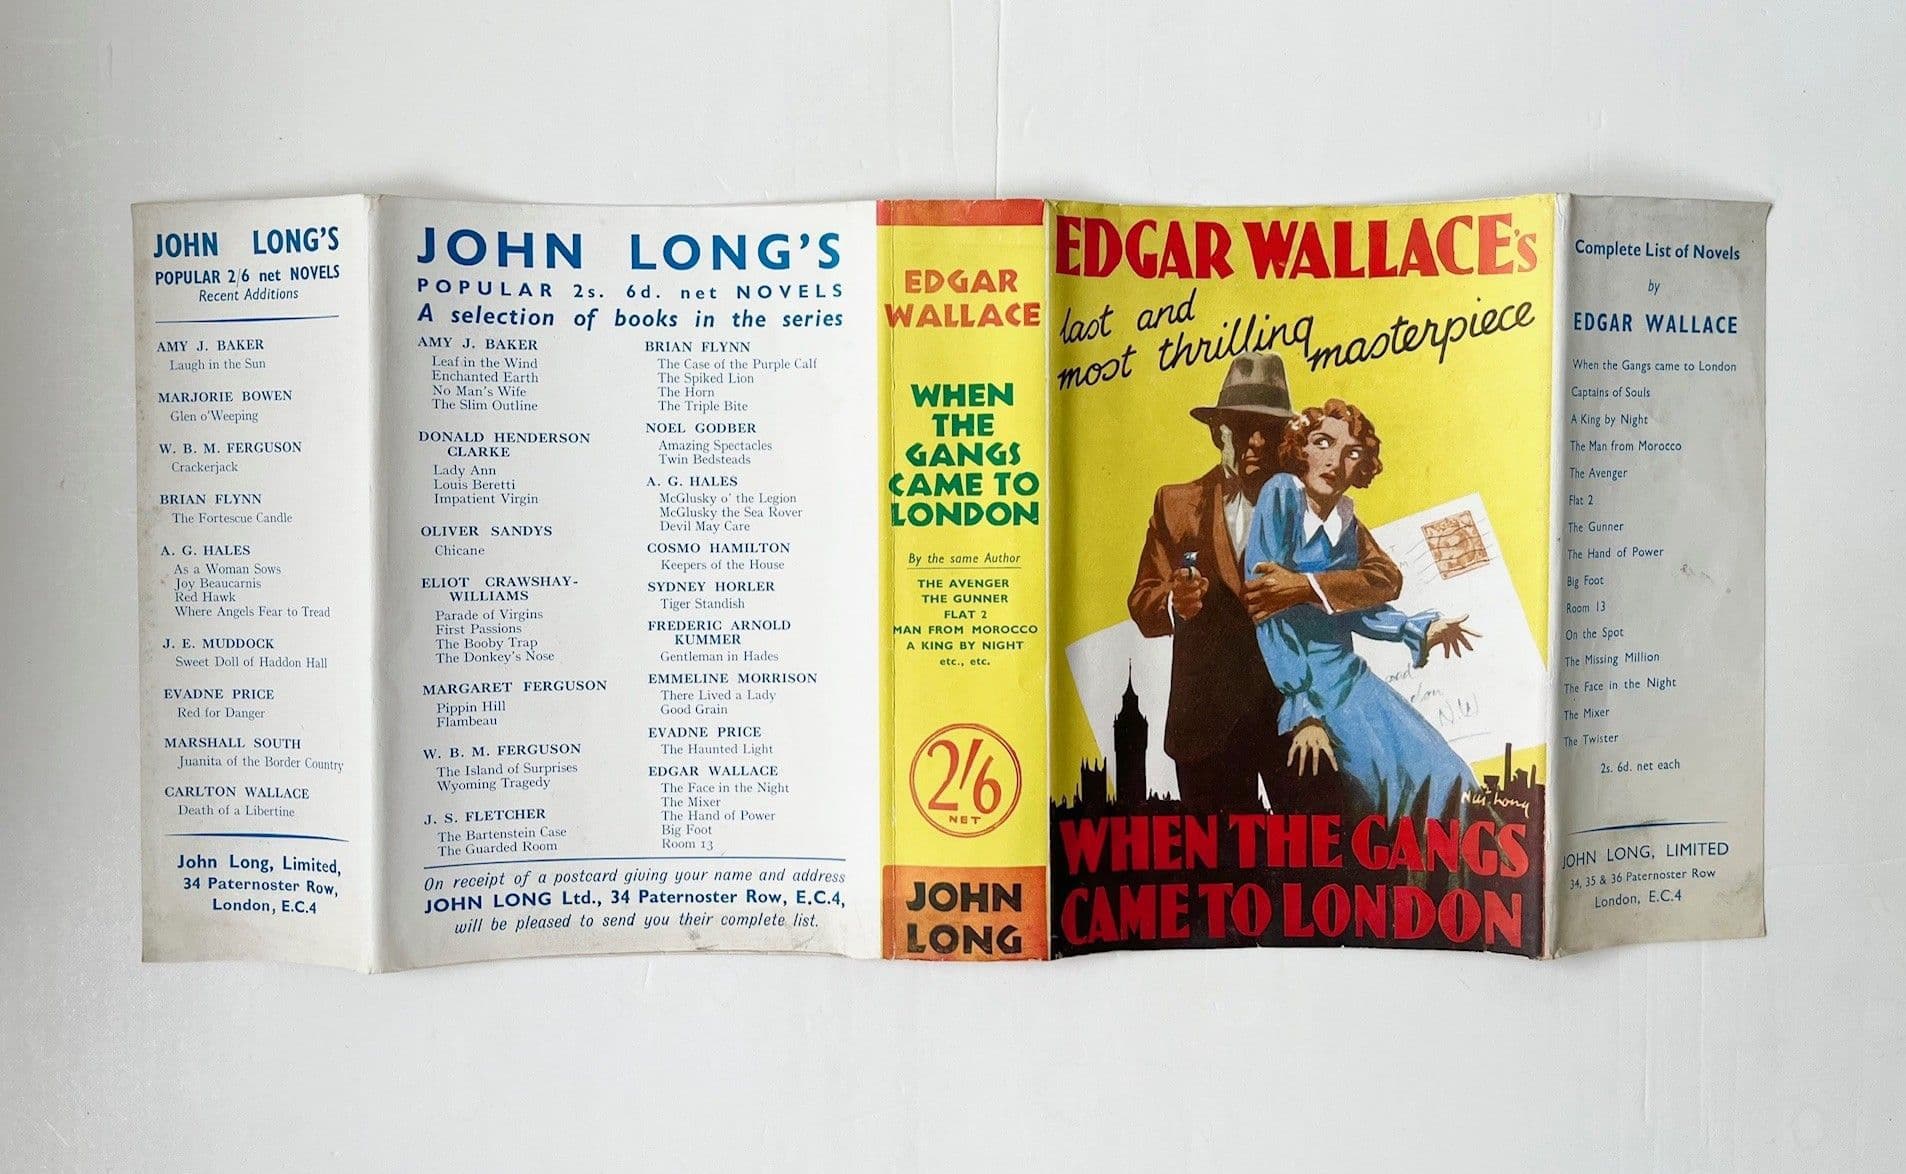 JOHN LONG'S
POPULAR 2/6 net NOVELS
Recent Additions
AMY J. BAKER
Laugh in the Sun
MARJORIE BOWEN
Glen o'Weeping
W. B. M. FERGUSON
Crackerjack
BRIAN FLYNN
The Fortescue Candle
A. G. HALES
As a Woman Sows
Joy Beaucarnis
Red Hawk
Where Angels Fear to Tread
J. E. MUDDOCK
Sweet Doll of Haddon Hall
EVADNE PRICE
Red for Danger
MARSHALL SOUTH
Juanita of the Border Country
CARLTON WALLACE
Death of a Libertine
John Long, Limited,
34 Paternoster Row,
London, E.C.4
JOHN LONG'S
POPULAR 2s. 6d. net NOVELS
A selection of books in the series
AMY J. BAKER
Leaf in the Wind
Enchanted Earth
No Man's Wife
The Slim Outline
DONALD HENDERSON
CLARKE
Lady Ann
Louis Beretti
Impatient Virgin
OLIVER SANDYS
Chicane
ELIOT CRAWSHAY-
WILLIAMS
Parade of Virgins
First Passions
The Booby Trap
The Donkey's Nose
MARGARET FERGUSON
Pippin Hill
Flambeau
W. B. M. FERGUSON
The Island of Surprises
Wyoming Tragedy
J. S. FLETCHER
The Bartenstein Case
The Guarded Room
BRIAN FLYNN
The Case of the Purple Calf
The Spiked Lion
The Horn
The Triple Bite
NOEL GODBER
Amazing Spectacles
Twin Bedsteads
A. G. HALES
McGlusky o' the Legion
McGlusky the Sea Rover
Devil May Care
COSMO HAMILTON
Keepers of the House
SYDNEY HORLER
Tiger Standish
FREDERIC ARNOLD
KUMMER
Gentleman in Hades
EMMELINE MORRISON
There Lived a Lady
Good Grain
EVADNE PRICE
The Haunted Light
EDGAR WALLACE
The Face in the Night
The Mixer
The Hand of Power
Big Foot
Room 13
On receipt of a postcard giving your name and address
JOHN LONG Ltd., 34 Paternoster Row, E.C.4,
will be pleased to send you their complete list.
EDGAR
WALLACE
WHEN
THE
GANGS
CAME TO
LONDON
By the same Author
THE AVENGER
THE GUNNER
FLAT 2
MAN FROM MOROCCO
A KING BY NIGHT
etc., etc.
2/6
NET
JOHN
LONG
EDGAR WALLACE's
last and
most thrilling masterpiece
and
N.W
WHEN THE GANGS
CAME TO LONDON
Complete List of Novels
by
EDGAR WALLACE
When the Gangs came to London
Captains of Souls
A King by Night
The Man from Morocco
The Avenger
Flat 2
The Gunner
The Hand of Power
Big Foot
Room 13
On the Spot
The Missing Million
The Face in the Night
The Mixer
The Twister
2s. 6d. net each
JOHN LONG, LIMITED
34, 35 & 36 Paternoster Row
London, E.C.4